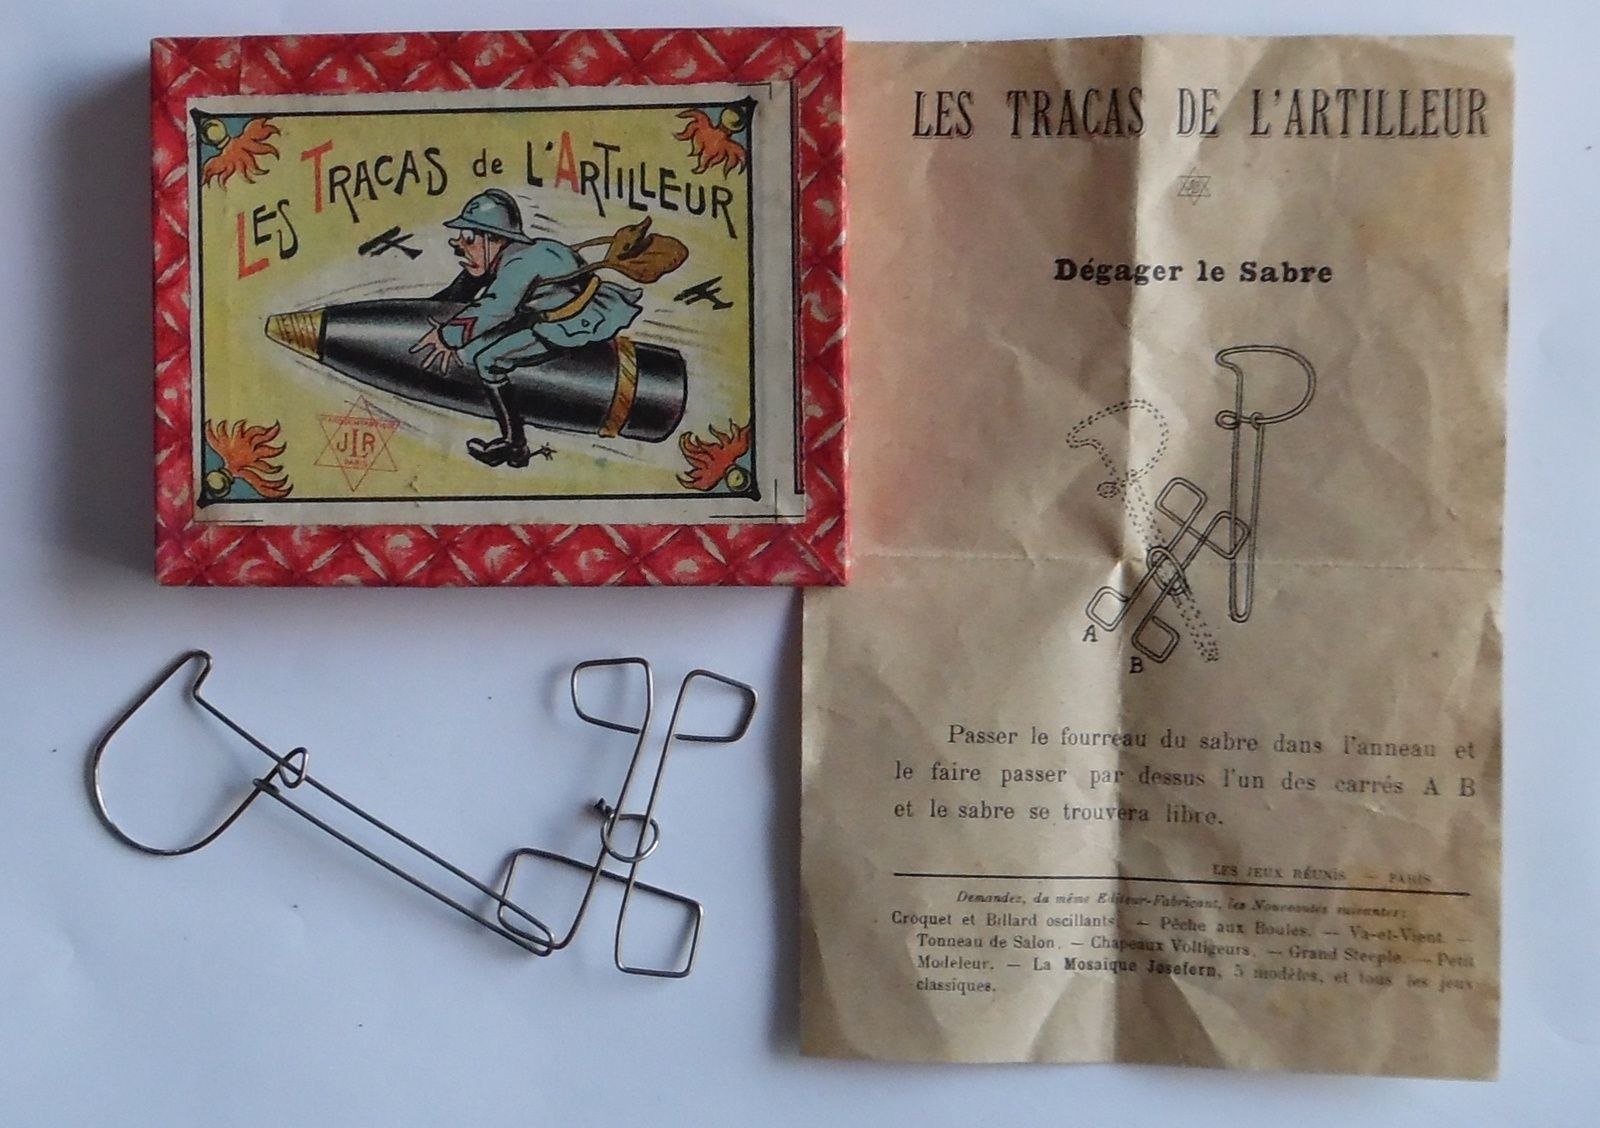 LES TRACAS de L'ARTILLEUR
JJR
PARIS
LES TRACAS DE L'ARTILLEUR
Dégager le Sabre
A
B
Passer le fourreau du sabre dans l'anneau et
le faire passer par dessus l'un des carrés A B
et le sabre se trouvera libre.
LES JEUX RÉUNIS — PARIS
Demandez, du même Editeur-Fabricant, les Nouveautés suivantes:
Croquet et Billard oscillants. — Pêche aux Boules. — Va-et-Vient. —
Tonneau de Salon. — Chapeaux Voltigeurs. — Grand Steeple. — Petit
Modeleur. — La Mosaïque Josefern, 5 modèles, et tous les jeux
classiques.